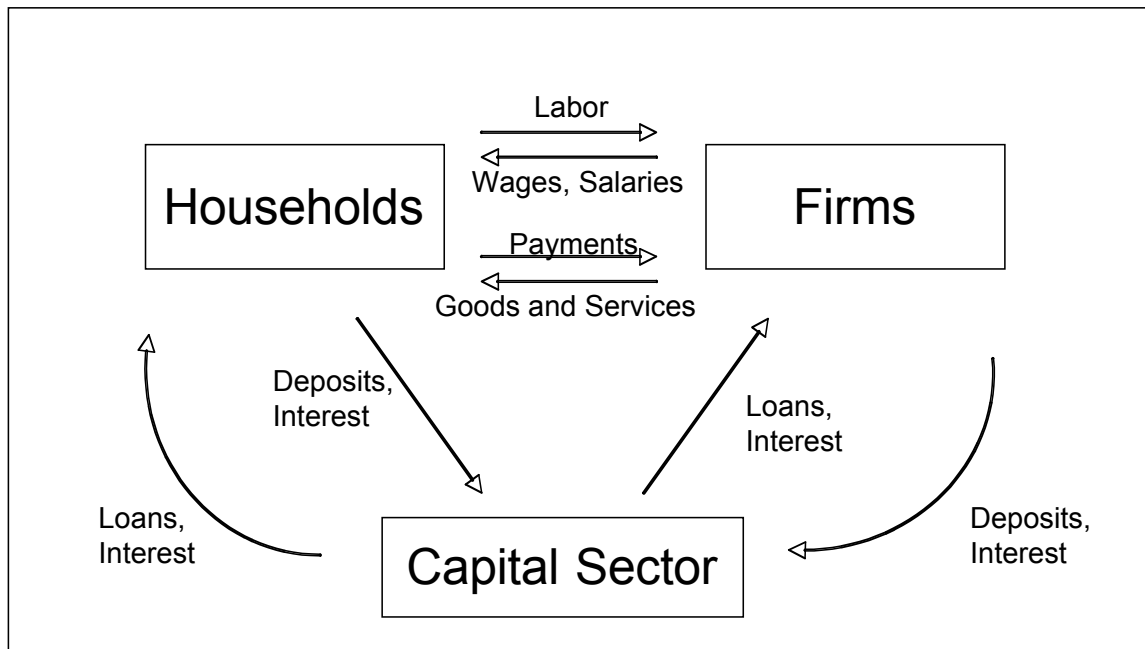 Labor
Households
Firms
Wages, Salaries
Payments
Goods and Services
Deposits,
Interest
Loans,
Interest
Loans,
Interest
Deposits,
Interest
Capital Sector